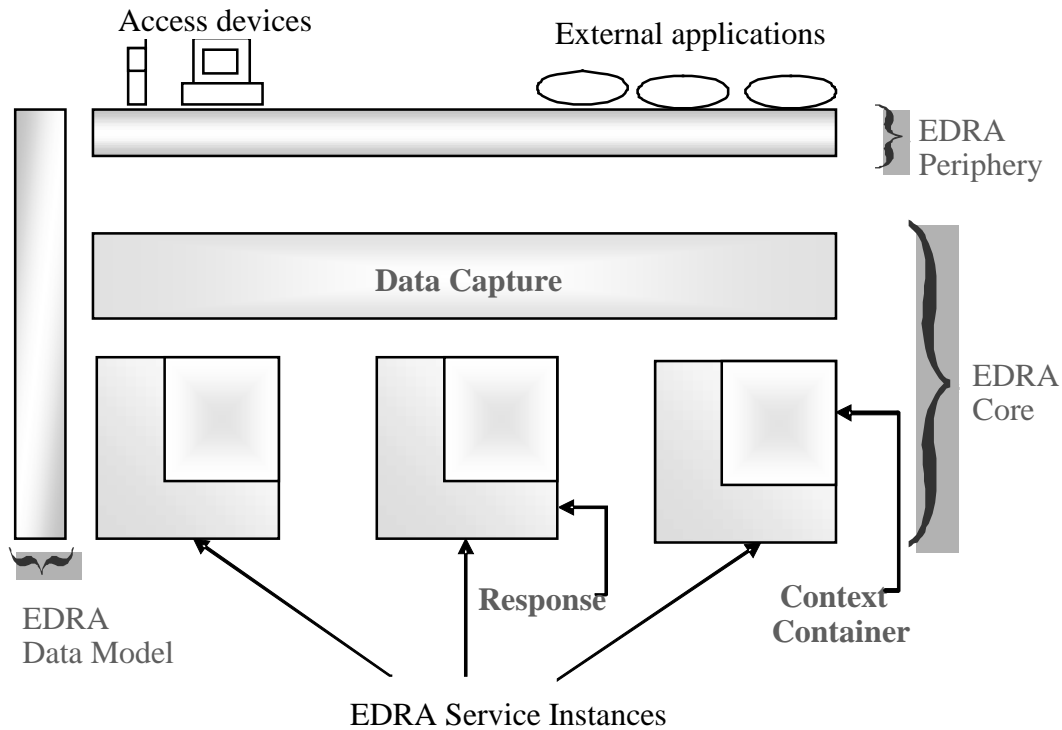 Access devices
External applications
EDRA
Periphery
Data Capture
EDRA
Core
Response
Context
Container
EDRA
Data Model
EDRA Service Instances